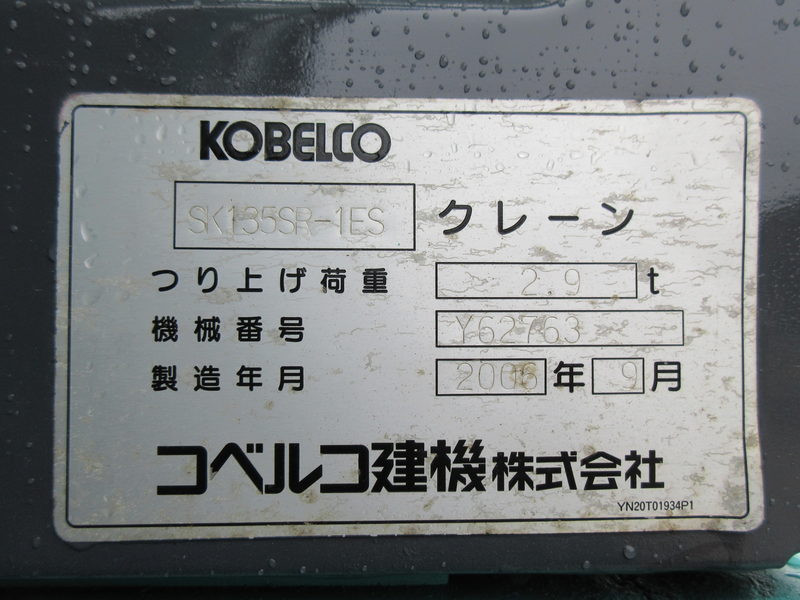 KOBELCO
SK135SR-1ES クレーン
つり上げ荷重 2.9 t
機械番号 Y62763
製造年月 2006 年 9 月
コベルコ建機株式会社
YN20T01934P1